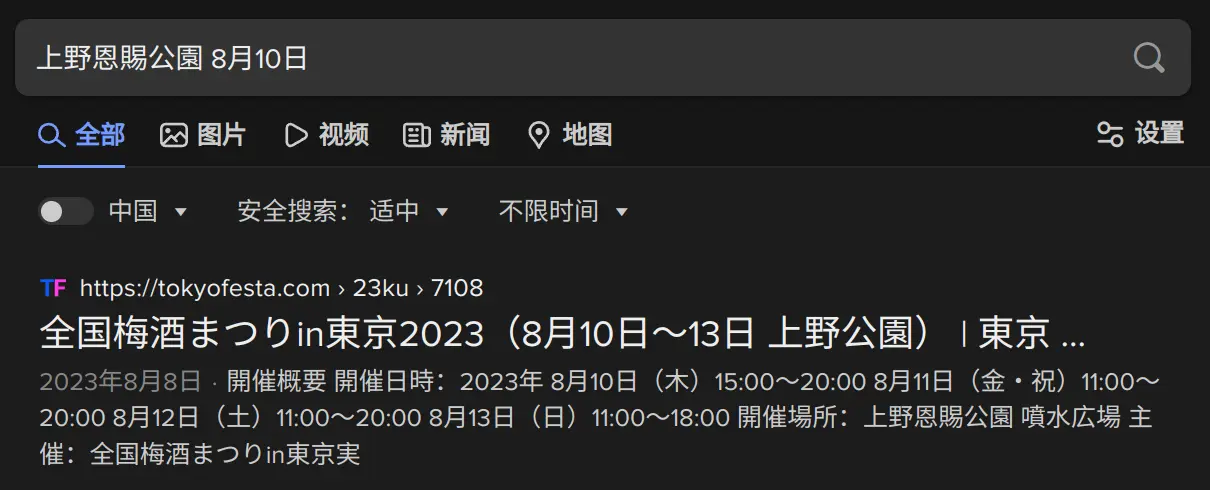 上野恩賜公園 8月10日
全部 图片 视频 新闻 地图 设置
中国 安全搜索： 适中 不限时间
TF https://tokyofesta.com › 23ku › 7108
全国梅酒まつりin東京2023（8月10日〜13日 上野公園） | 東京 ...
2023年8月8日 · 開催概要 開催日時：2023年 8月10日（木）15:00〜20:00 8月11日（金・祝）11:00〜
20:00 8月12日（土）11:00〜20:00 8月13日（日）11:00〜18:00 開催場所：上野恩賜公園 噴水広場 主
催：全国梅酒まつりin東京実